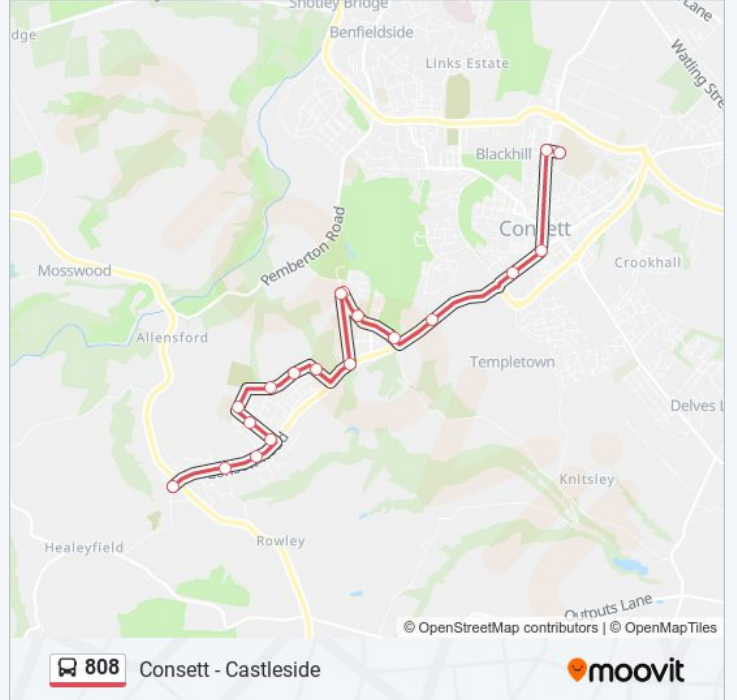 Shotley Bridge
dge
Benfieldside
Lane
Links Estate
Watling Stre
Blackhill
Consett
Pemberton Road
Crookhall
Mosswood
Allensford
Templetown
Delves L
Knitsley
Healeyfield
Rowley
Outputs Lane
© OpenStreetMap contributors | © OpenMapTiles
808 Consett - Castleside
moovit